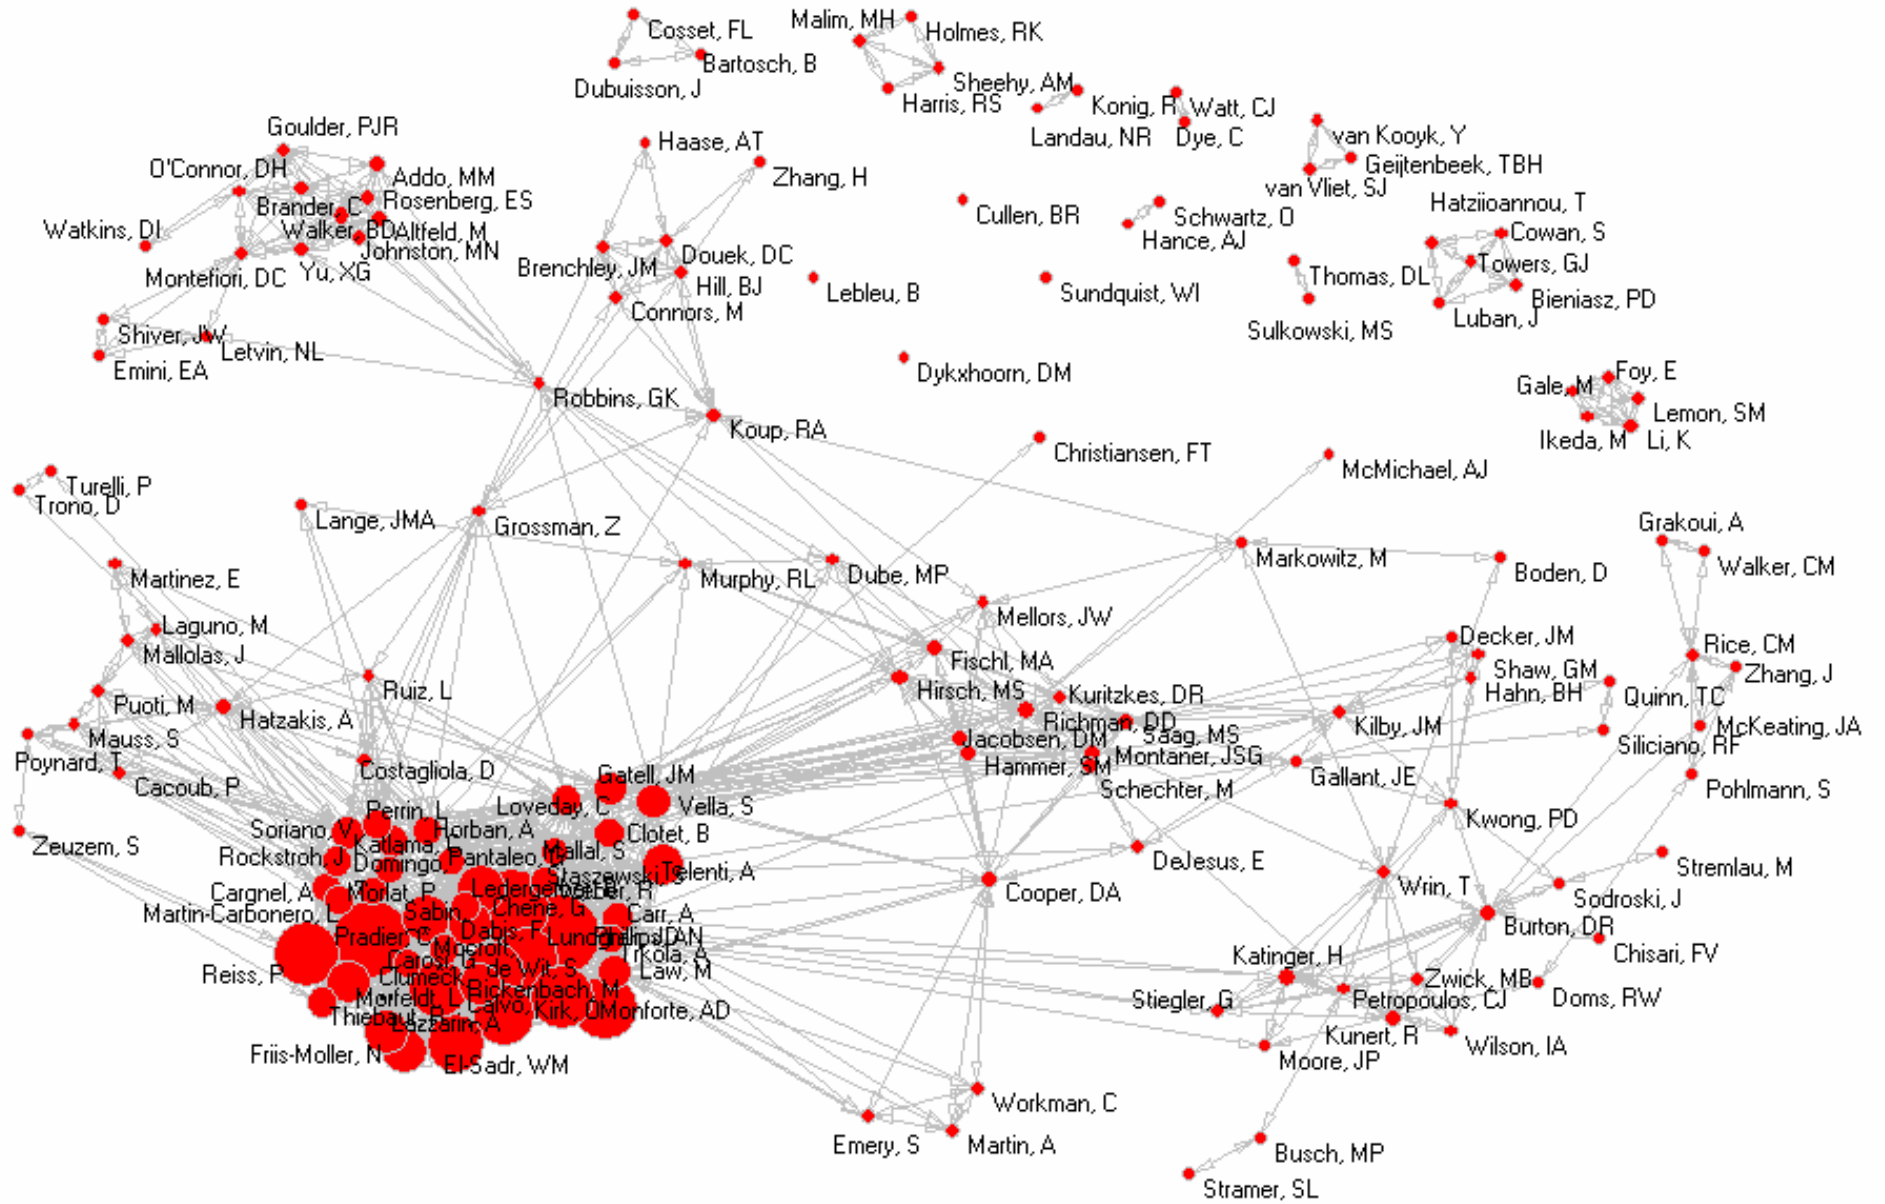 Cosset, FL
Bartosch, B
Dubuisson, J
Malim, MH
Holmes, RK
Sheehy, AM
Harris, RS
Konig, R
Landau, NR
Watt, CJ
Dye, C
van Kooyk, Y
Geijtenbeek, TBH
van Vliet, SJ
Goulder, PJR
O'Connor, DH
Addo, MM
Rosenberg, ES
Brander, C
Walker, BD
Altfeld, M
Johnston, MN
Watkins, DI
Montefiori, DC
Yu, XG
Shiver, JW
Letvin, NL
Emini, EA
Haase, AT
Zhang, H
Brenchley, JM
Douek, DC
Hill, BJ
Connors, M
Cullen, BR
Schwartz, O
Hance, AJ
Lebleu, B
Sundquist, WI
Thomas, DL
Sulkowski, MS
Hatziioannou, T
Cowan, S
Towers, GJ
Bieniasz, PD
Luban, J
Dykxhoorn, DM
Robbins, GK
Koup, RA
Gale, M
Foy, E
Lemon, SM
Ikeda, M
Li, K
Christiansen, FT
McMichael, AJ
Turelli, P
Trono, D
Lange, JMA
Grossman, Z
Markowitz, M
Boden, D
Grakoui, A
Walker, CM
Martinez, E
Murphy, RL
Dube, MP
Mellors, JW
Laguno, M
Mallolas, J
Fischl, MA
Decker, JM
Shaw, GM
Hahn, BH
Rice, CM
Zhang, J
Quinn, TC
McKeating, JA
Siliciano, RF
Ruiz, L
Hirsch, MS
Kuritzkes, DR
Richman, DD
Saag, MS
Kilby, JM
Puoti, M
Hatzakis, A
Mauss, S
Poynard, T
Jacobsen, DM
Hammer, SM
Montaner, JSG
Schechter, M
Gallant, JE
Pohlmann, S
Costagliola, D
Cacoub, P
Gatell, JM
Loveday, C
Vella, S
Perrin, L
Soriano, V
Horban, A
Clotet, B
Kwong, PD
Zeuzem, S
Katlama,
Rockstroh, J
Domingo,
Pantaleo,
Mallal, S
Staszewski, S
Telenti, A
DeJesus, E
Stremlau, M
Cargnel, A
Morlat, P
Cooper, DA
Wrin, T
Sodroski, J
Martin-Carbonero, L
Sabin,
Chene, G
Carr, A
Burton, DR
Pradier, C
Dabis, F
Chisari, FV
Reiss, P
Clumeck
de Wit, S
Law, M
Katinger, H
Zwick, MB
Rickenbach, M
Stiegler, G
Petropoulos, CJ
Doms, RW
Morfeldt, L
Calvo,
Kirk, O
Monforte, AD
Thiebaut, R
Lazzarin, A
Kunert, R
Wilson, IA
Moore, JP
Friis-Moller, N
El-Sadr, WM
Workman, C
Emery, S
Martin, A
Busch, MP
Stramer, SL